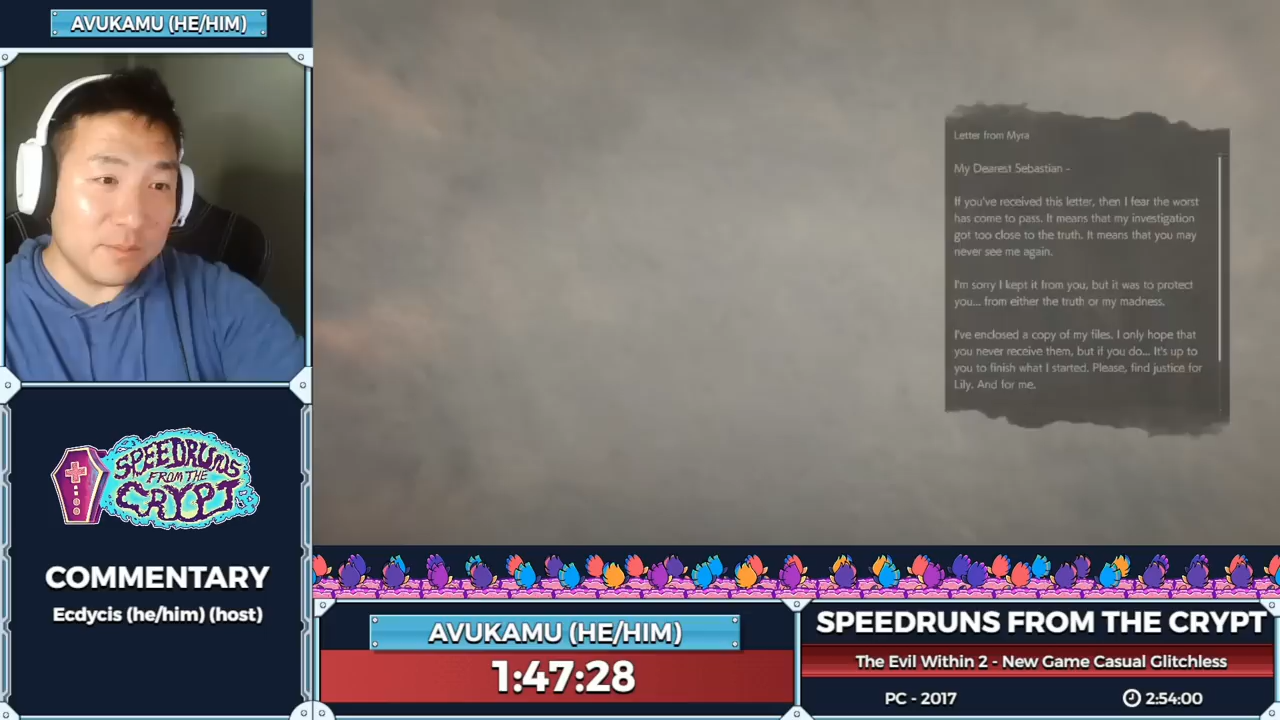 AVUKAMU (HE/HIM)
Letter from Myra
My Dearest Sebastian -
If you've received this letter, then I fear the worst
has come to pass. It means that my investigation
got too close to the truth. It means that you may
never see me again.
I'm sorry I kept it from you, but it was to protect
you... from either the truth or my madness.
I've enclosed a copy of my files. I only hope that
you never receive them, but if you do... It's up to
you to finish what I started. Please, find justice for
Lily. And for me.
SPEEDRUNS
FROM THE
CRYPT
COMMENTARY
Ecdycis (he/him) (host)
AVUKAMU (HE/HIM)
1:47:28
SPEEDRUNS FROM THE CRYPT
The Evil Within 2 - New Game Casual Glitchless
PC - 2017
2:54:00